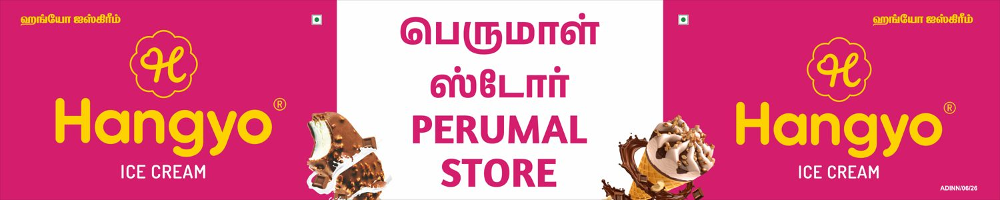 ஹங்யோ ஐஸ்கிரீம்
H
Hangyo®
ICE CREAM
பெருமாள்
ஸ்டோர்
PERUMAL
STORE
ஹங்யோ ஐஸ்கிரீம்
H
Hangyo®
ICE CREAM
ADINN/06/26